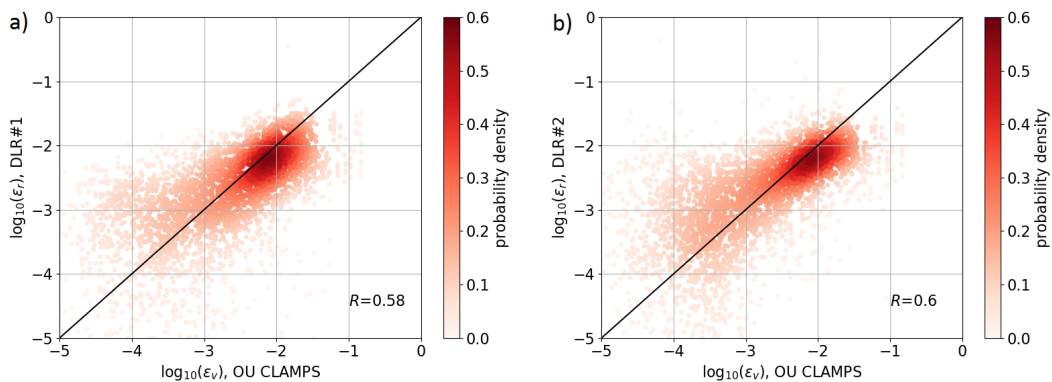 a)
0
−1
−2
−3
−4
−5
log₁₀(εᵣ), DLR#1
−5 −4 −3 −2 −1 0
log₁₀(εᵥ), OU CLAMPS
R=0.58
0.6
0.5
0.4
0.3
0.2
0.1
0.0
probability density
b)
0
−1
−2
−3
−4
−5
log₁₀(εᵣ), DLR#2
−5 −4 −3 −2 −1 0
log₁₀(εᵥ), OU CLAMPS
R=0.6
0.6
0.5
0.4
0.3
0.2
0.1
0.0
probability density